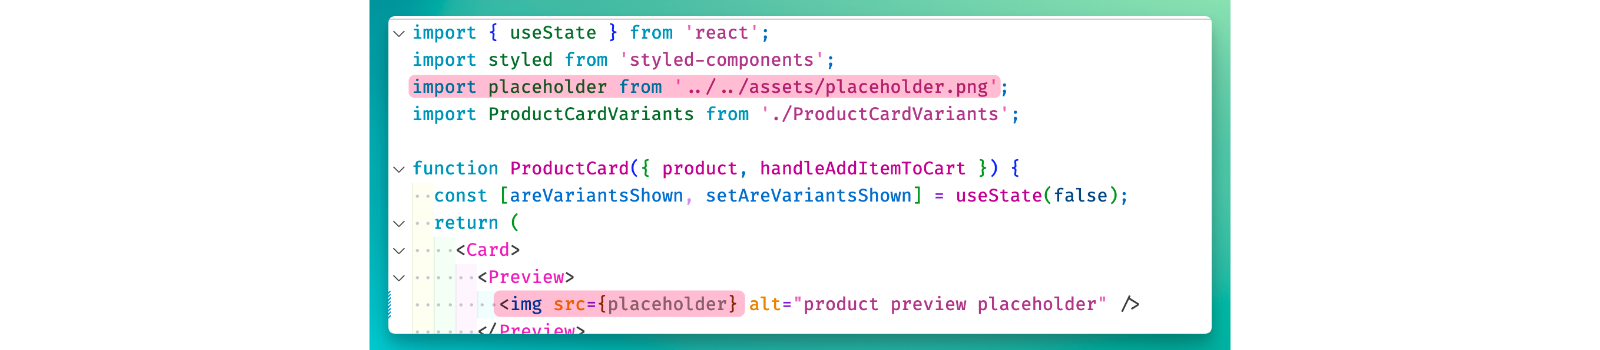 import { useState } from 'react';
import styled from 'styled-components';
import placeholder from '../../assets/placeholder.png';
import ProductCardVariants from './ProductCardVariants';
function ProductCard({ product, handleAddItemToCart }) {
const [areVariantsShown, setAreVariantsShown] = useState(false);
return (
<Card>
<Preview>
<img src={placeholder} alt="product preview placeholder" />
</Preview>